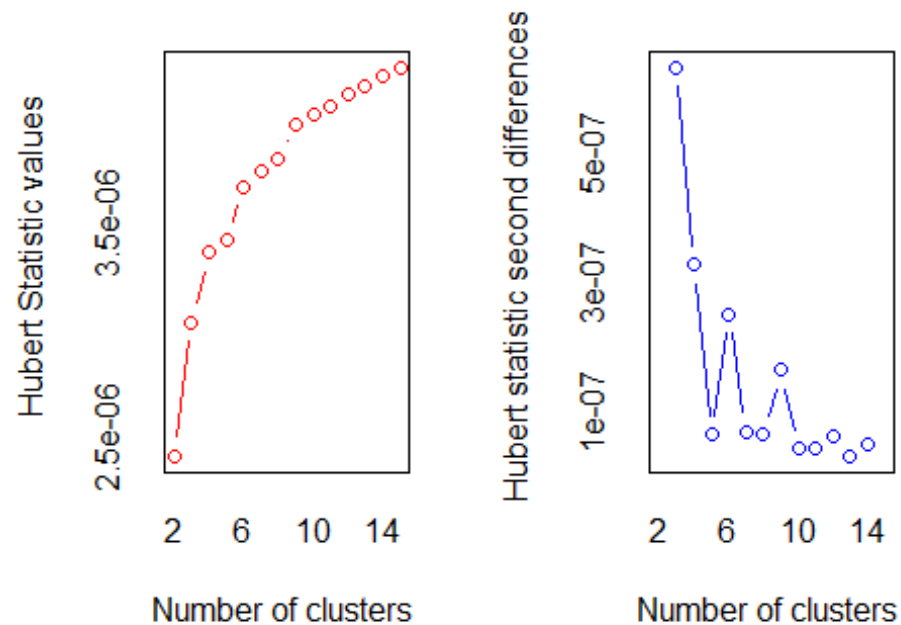 Hubert Statistic values
2.5e-06
3.5e-06
2 6 10 14
Number of clusters
Hubert statistic second differences
1e-07
3e-07
5e-07
2 6 10 14
Number of clusters